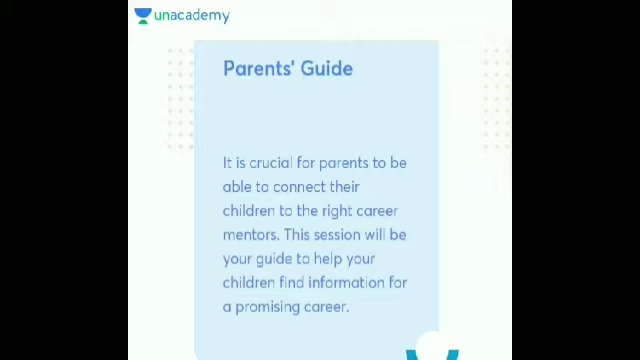 unacademy
Parents' Guide
It is crucial for parents to be
able to connect their
children to the right career
mentors. This session will be
your guide to help your
children find information for
a promising career.